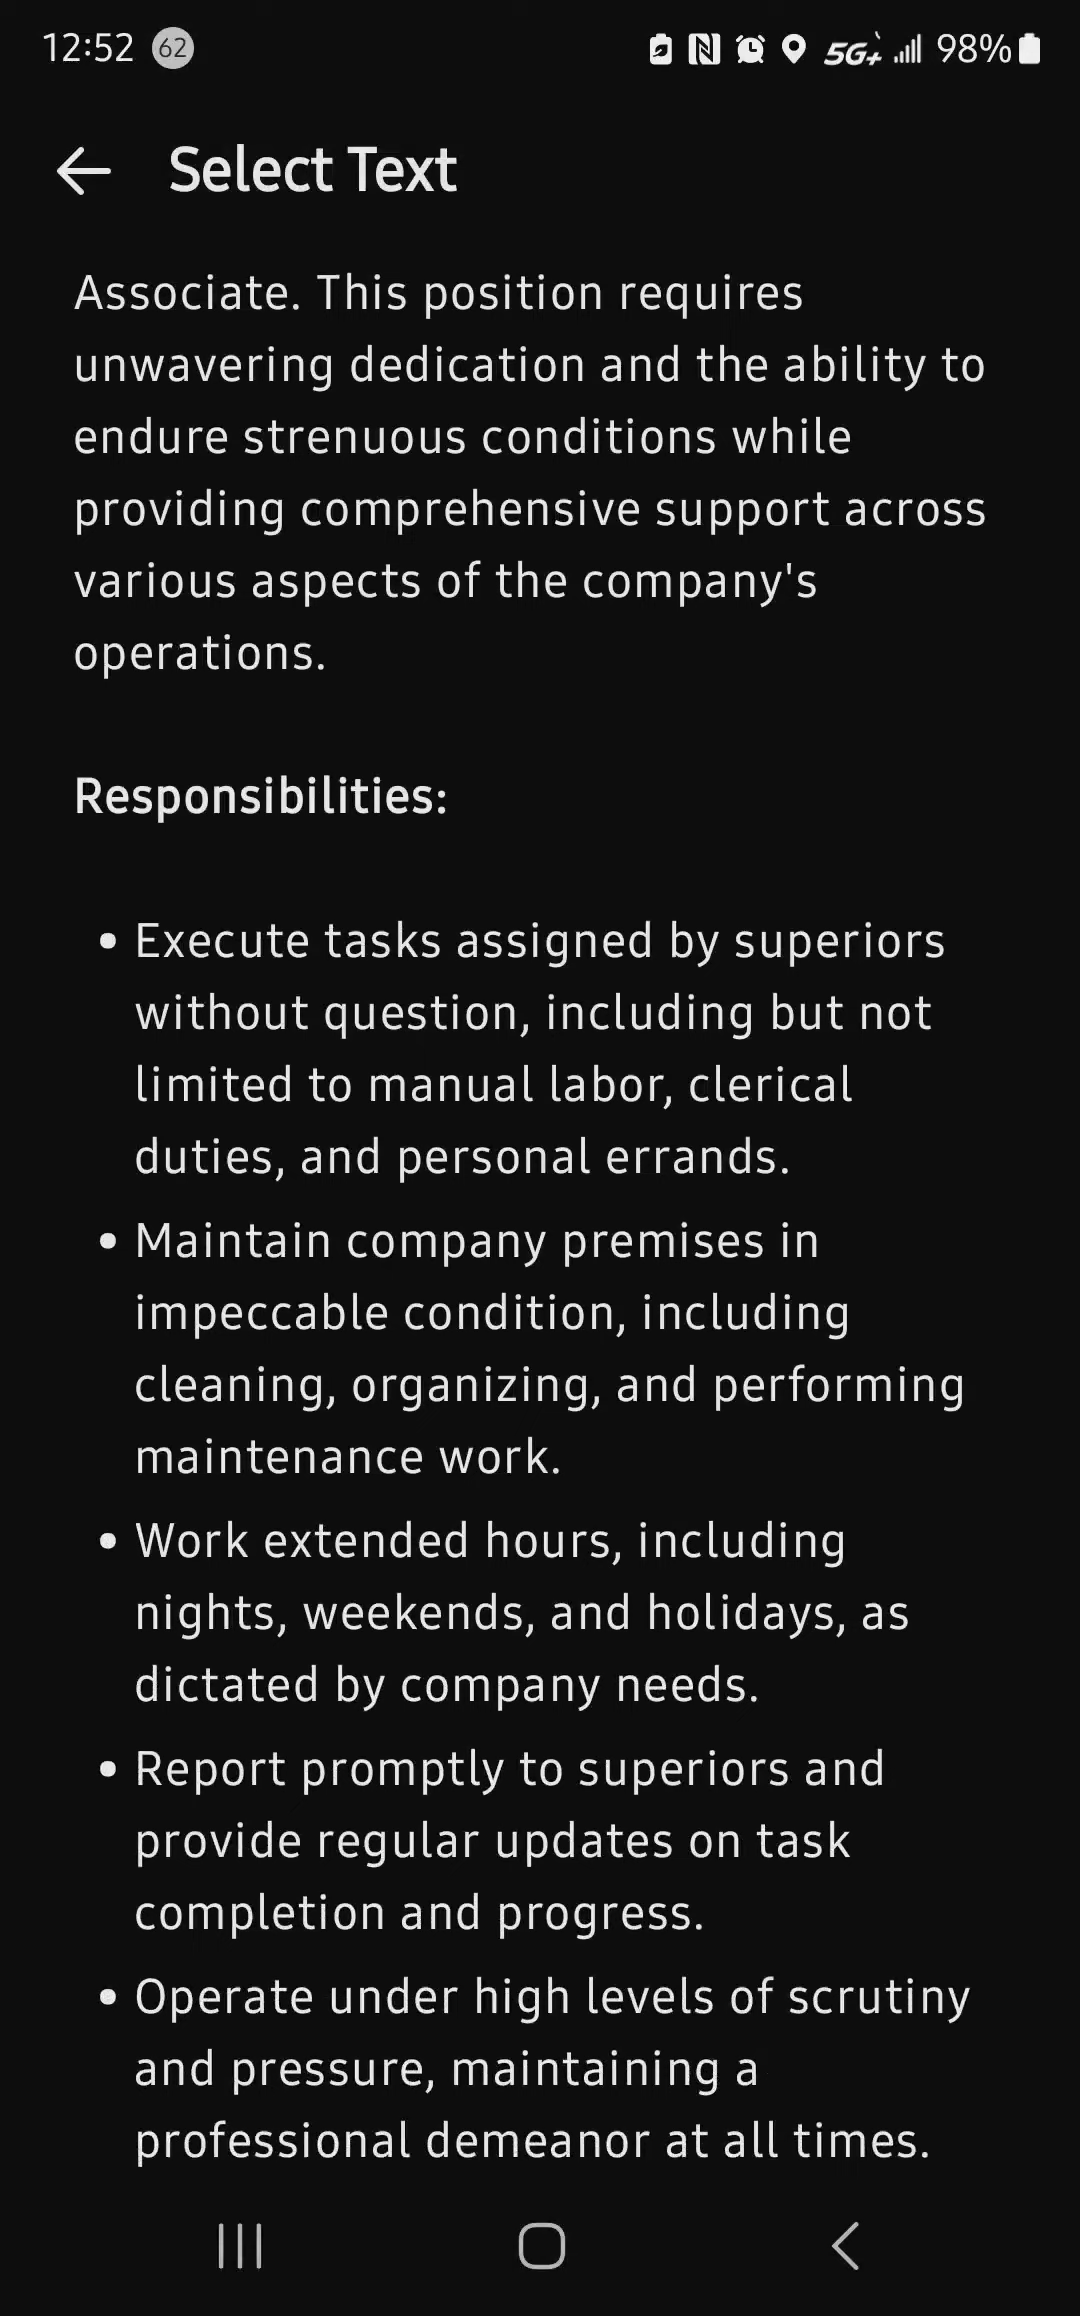 12:52 62 5G+ 98%
Select Text
Associate. This position requires
unwavering dedication and the ability to
endure strenuous conditions while
providing comprehensive support across
various aspects of the company's
operations.
Responsibilities:
• Execute tasks assigned by superiors
without question, including but not
limited to manual labor, clerical
duties, and personal errands.
• Maintain company premises in
impeccable condition, including
cleaning, organizing, and performing
maintenance work.
• Work extended hours, including
nights, weekends, and holidays, as
dictated by company needs.
• Report promptly to superiors and
provide regular updates on task
completion and progress.
• Operate under high levels of scrutiny
and pressure, maintaining a
professional demeanor at all times.